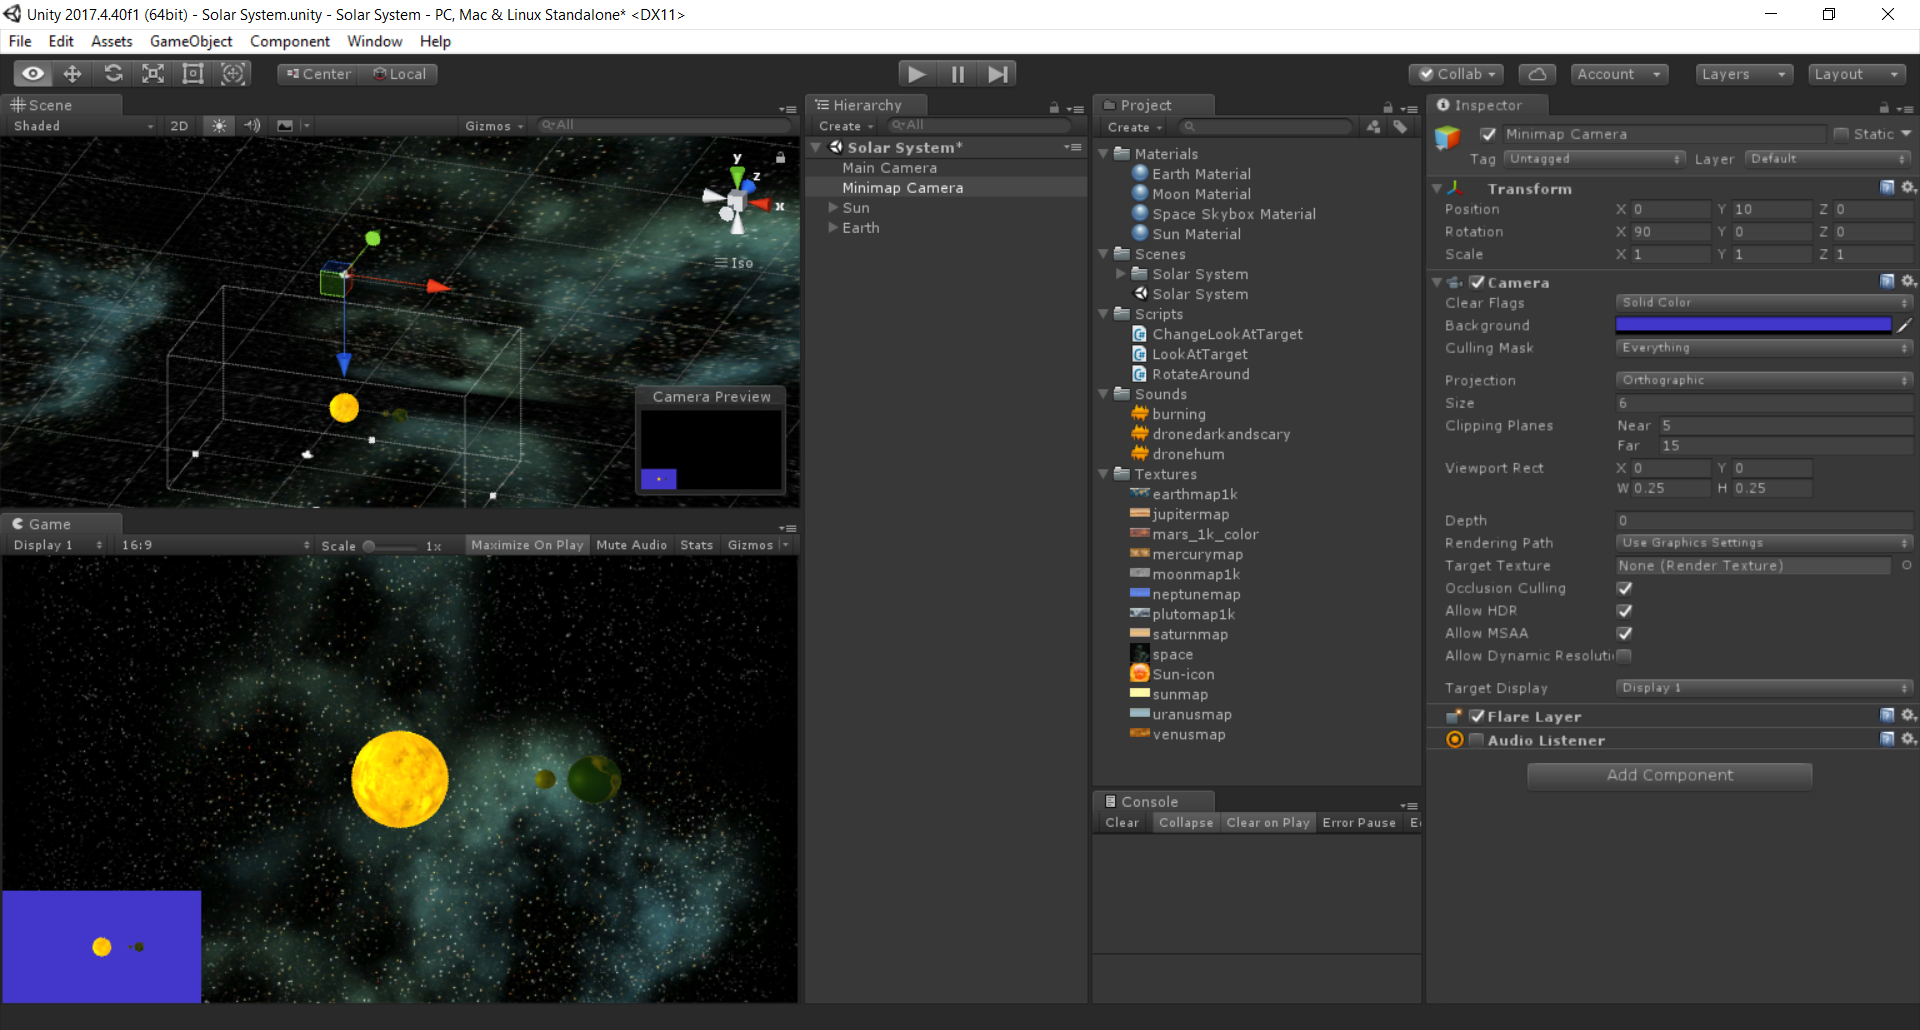 Unity 2017.4.40f1 (64bit) - Solar System.unity - Solar System - PC, Mac & Linux Standalone* <DX11>
File Edit Assets GameObject Component Window Help
Center Local
Collab Account Layers Layout
Scene
Shaded 2D Gizmos All
y
z
x
Iso
Camera Preview
Game
Display 1 16:9 Scale 1x Maximize On Play Mute Audio Stats Gizmos
Hierarchy
Create All
Solar System*
Main Camera
Minimap Camera
Sun
Earth
Project
Create
Materials
Earth Material
Moon Material
Space Skybox Material
Sun Material
Scenes
Solar System
Solar System
Scripts
ChangeLookAtTarget
LookAtTarget
RotateAround
Sounds
burning
dronedarkandscary
dronehum
Textures
earthmap1k
jupitermap
mars_1k_color
mercurymap
moonmap1k
neptunemap
plutomap1k
saturnmap
space
Sun-icon
sunmap
uranusmap
venusmap
Console
Clear Collapse Clear on Play Error Pause
Inspector
Minimap Camera Static
Tag Untagged Layer Default
Transform
Position X 0 Y 10 Z 0
Rotation X 90 Y 0 Z 0
Scale X 1 Y 1 Z 1
Camera
Clear Flags Solid Color
Background
Culling Mask Everything
Projection Orthographic
Size 6
Clipping Planes Near 5
Far 15
Viewport Rect X 0 Y 0
W 0.25 H 0.25
Depth 0
Rendering Path Use Graphics Settings
Target Texture None (Render Texture)
Occlusion Culling
Allow HDR
Allow MSAA
Allow Dynamic Resoluti
Target Display Display 1
Flare Layer
Audio Listener
Add Component